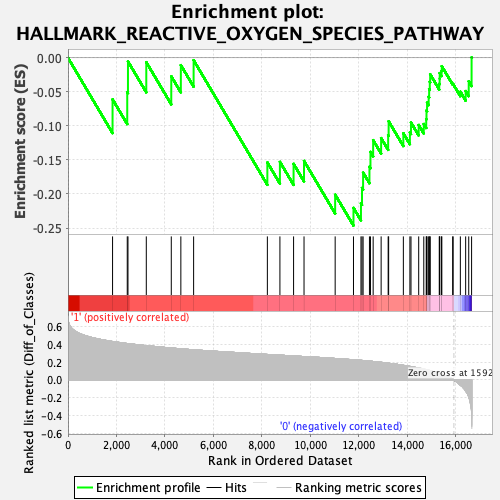 Enrichment plot:
HALLMARK_REACTIVE_OXYGEN_SPECIES_PATHWAY
Enrichment score (ES)
0.00
-0.05
-0.10
-0.15
-0.20
-0.25
Ranked list metric (Diff_of_Classes)
'1' (positively correlated)
0.6
0.4
0.2
0.0
-0.2
-0.4
-0.6
Zero cross at 1592
'0' (negatively correlated)
0
2,000
4,000
6,000
8,000
10,000
12,000
14,000
16,000
Rank in Ordered Dataset
Enrichment profile
Hits
Ranking metric scores